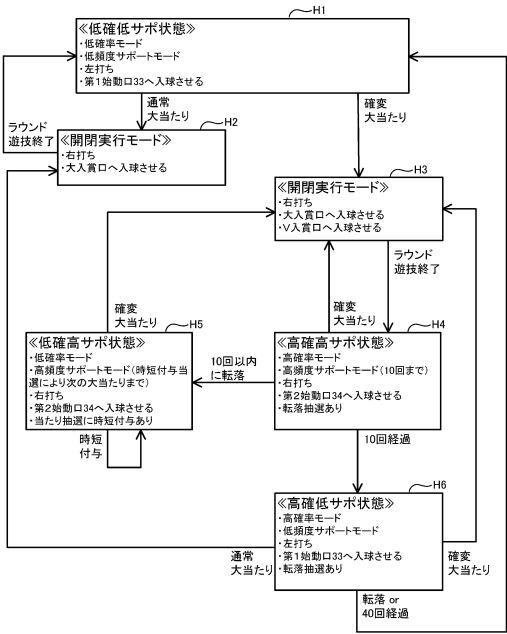 H1
≪低確低サポ状態≫
・低確率モード
・低頻度サポートモード
・左打ち
・第1始動口33へ入球させる
通常
大当たり
確変
大当たり
ラウンド
遊技終了
H2
≪開閉実行モード≫
・右打ち
・大入賞口へ入球させる
H3
≪開閉実行モード≫
・右打ち
・大入賞口へ入球させる
・V入賞口へ入球させる
ラウンド
遊技終了
確変
大当たり
確変
大当たり
H5
≪低確高サポ状態≫
・低確率モード
・高頻度サポートモード(時短付与当
選により次の大当たりまで)
・右打ち
・第2始動口34へ入球させる
・当たり抽選に時短付与あり
時短
付与
10回以内
に転落
H4
≪高確高サポ状態≫
・高確率モード
・高頻度サポートモード(10回まで)
・右打ち
・第2始動口34へ入球させる
・転落抽選あり
10回経過
H6
≪高確低サポ状態≫
・高確率モード
・低頻度サポートモード
・左打ち
・第1始動口33へ入球させる
・転落抽選あり
通常
大当たり
確変
大当たり
転落 or
40回経過